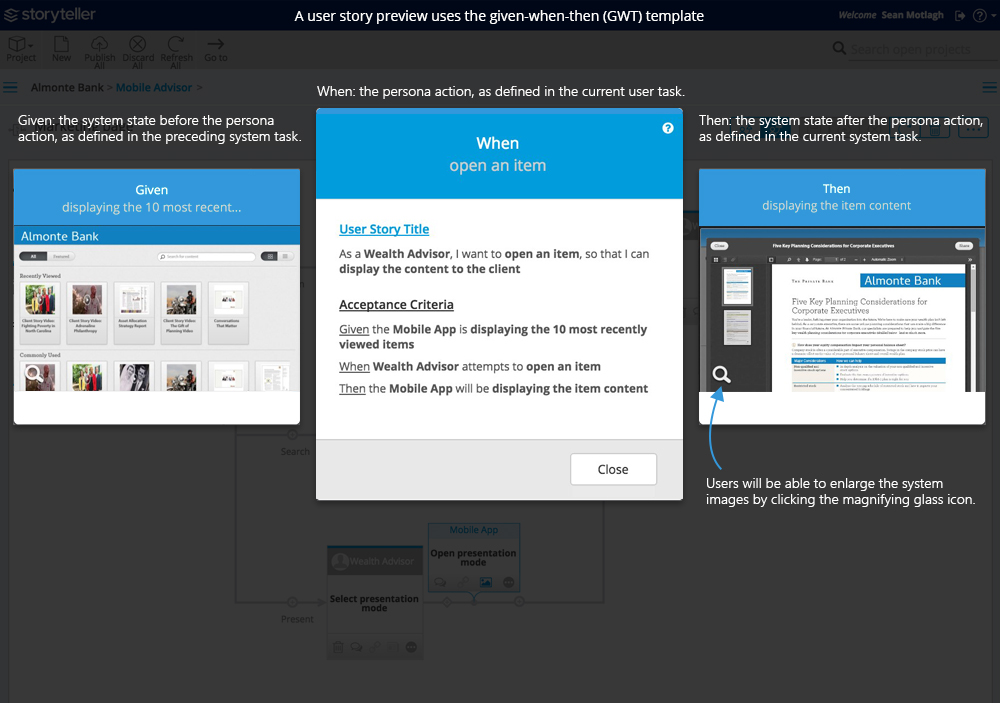 storyteller
A user story preview uses the given-when-then (GWT) template
Welcome Sean Motlagh
Project
New
Publish All
Discard All
Refresh All
Go to
Search open projects
Almonte Bank > Mobile Advisor >
When: the persona action, as defined in the current user task.
Given: the system state before the persona
action, as defined in the preceding system task.
Then: the system state after the persona action,
as defined in the current system task.
Given
displaying the 10 most recent...
Almonte Bank
All
Featured
Search for content
Recently Viewed
Client Story Video:
Fighting Poverty in
North Carolina
Client Story Video:
Adrenaline
Philanthropy
Asset Allocation
Strategy Report
Client Story Video:
The Gift of
Planning Video
Conversations
That Matter
Commonly Used
When
open an item
User Story Title
As a Wealth Advisor, I want to open an item, so that I can
display the content to the client
Acceptance Criteria
Given the Mobile App is displaying the 10 most recently
viewed items
When Wealth Advisor attempts to open an item
Then the Mobile App will be displaying the item content
Close
Then
displaying the item content
Close
Five Key Planning Considerations for Corporate Executives
Share
Page:
Automatic Zoom
The Private Bank
Almonte Bank
Five Key Planning Considerations for
Corporate Executives
Users will be able to enlarge the system
images by clicking the magnifying glass icon.
Search
Mobile App
Open presentation
mode
Wealth Advisor
Select presentation
mode
Present